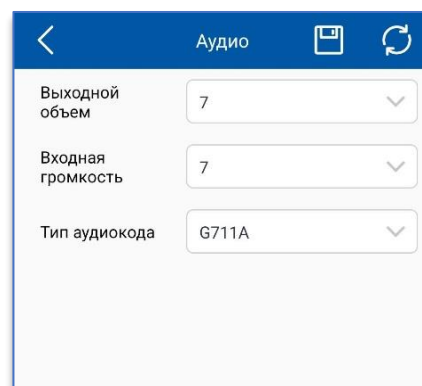 Аудио
Выходной
объем
7
Входная
громкость
7
Тип аудиокода
G711A